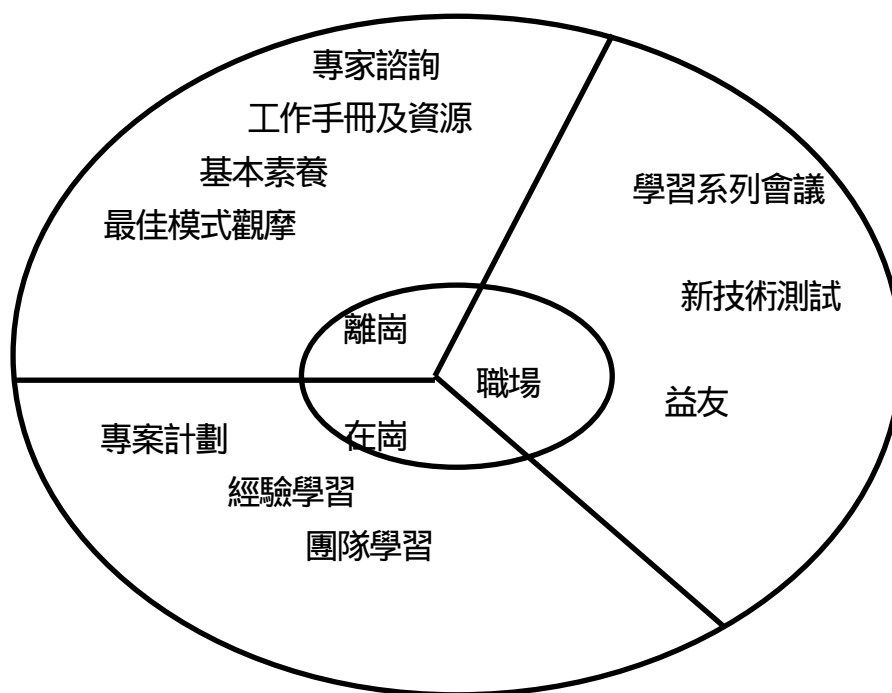 專家諮詢
工作手冊及資源
基本素養
最佳模式觀摩
學習系列會議
新技術測試
益友
離崗
職場
在崗
專案計劃
經驗學習
團隊學習